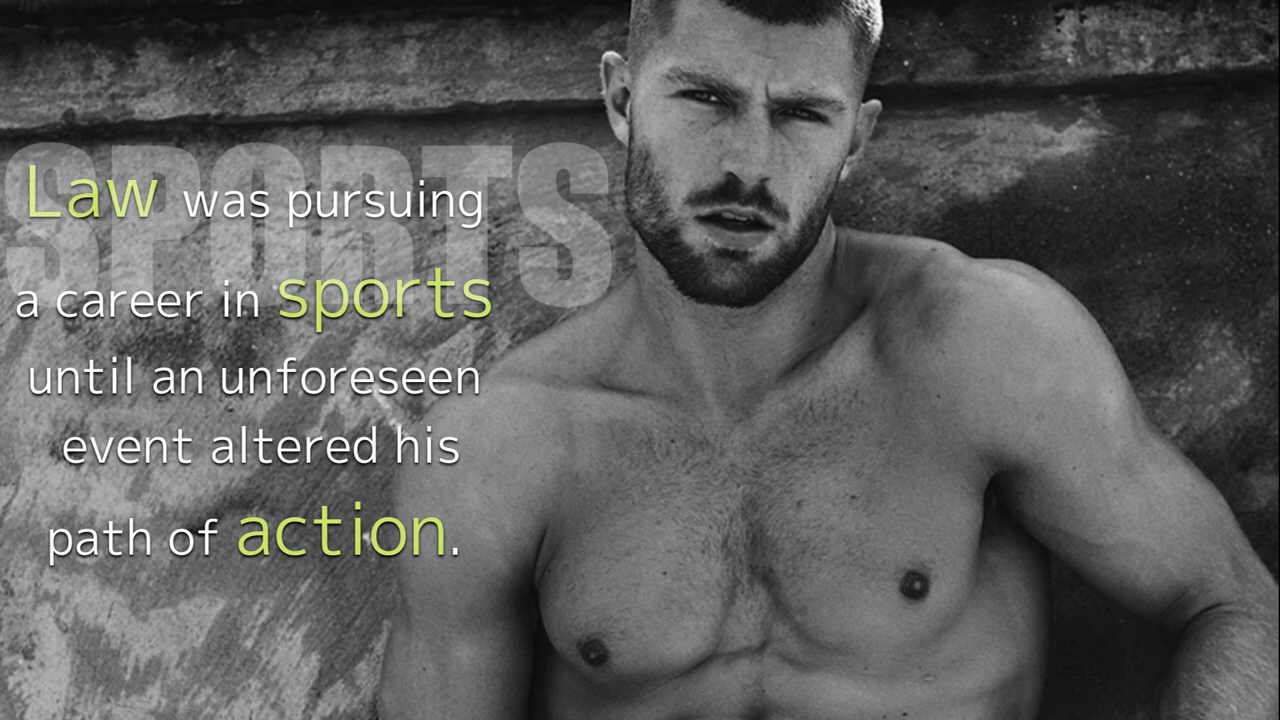 SPORTS
Law was pursuing
a career in sports
until an unforeseen
event altered his
path of action.